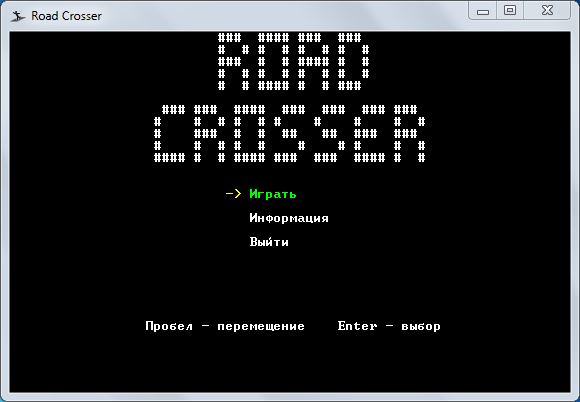 Road Crosser
ROAD
CROSSER
-> Играть
Информация
Выйти
Пробел - перемещение Enter - выбор